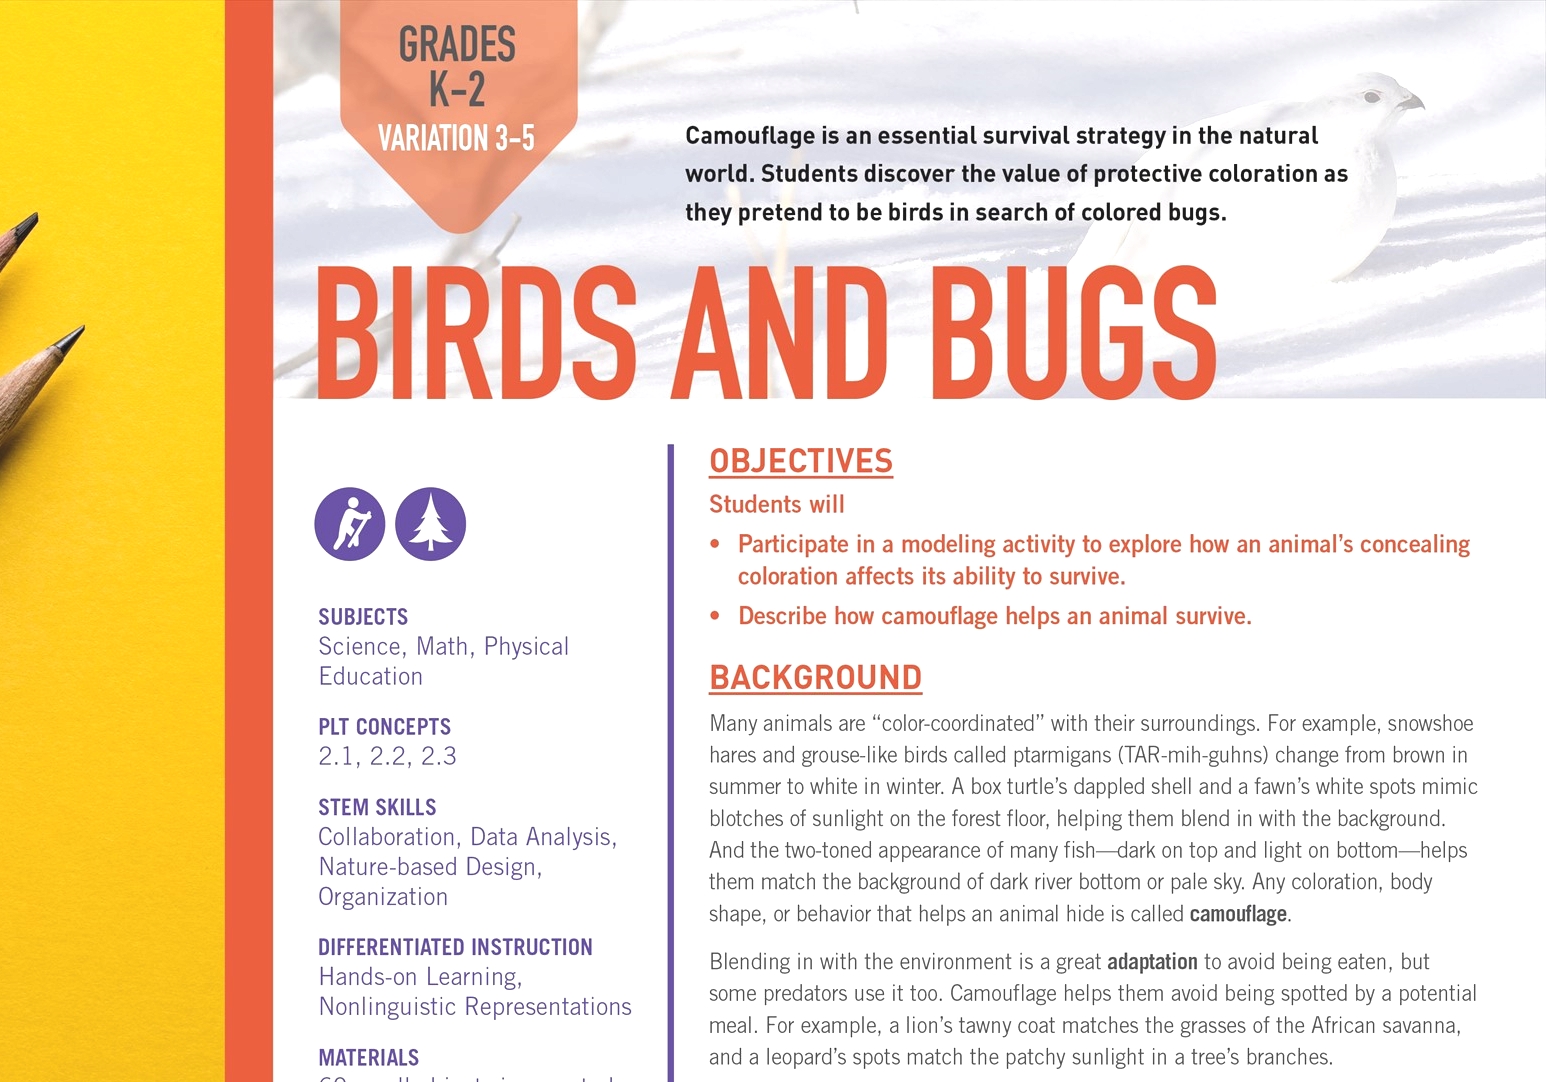 GRADES
K–2
VARIATION 3–5
Camouflage is an essential survival strategy in the natural
world. Students discover the value of protective coloration as
they pretend to be birds in search of colored bugs.
BIRDS AND BUGS
SUBJECTS
Science, Math, Physical
Education
PLT CONCEPTS
2.1, 2.2, 2.3
STEM SKILLS
Collaboration, Data Analysis,
Nature-based Design,
Organization
DIFFERENTIATED INSTRUCTION
Hands-on Learning,
Nonlinguistic Representations
MATERIALS
OBJECTIVES
Students will
• Participate in a modeling activity to explore how an animal’s concealing
coloration affects its ability to survive.
• Describe how camouflage helps an animal survive.
BACKGROUND
Many animals are “color-coordinated” with their surroundings. For example, snowshoe
hares and grouse-like birds called ptarmigans (TAR-mih-guhns) change from brown in
summer to white in winter. A box turtle’s dappled shell and a fawn’s white spots mimic
blotches of sunlight on the forest floor, helping them blend in with the background.
And the two-toned appearance of many fish—dark on top and light on bottom—helps
them match the background of dark river bottom or pale sky. Any coloration, body
shape, or behavior that helps an animal hide is called camouflage.
Blending in with the environment is a great adaptation to avoid being eaten, but
some predators use it too. Camouflage helps them avoid being spotted by a potential
meal. For example, a lion’s tawny coat matches the grasses of the African savanna,
and a leopard’s spots match the patchy sunlight in a tree’s branches.